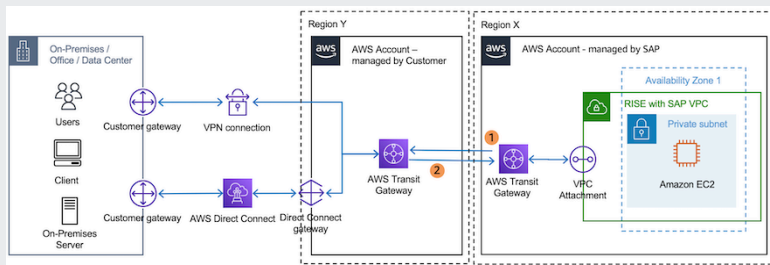 Region Y
Region X
On-Premises /
Office / Data Center
aws
AWS Account –
managed by Customer
aws
AWS Account - managed by SAP
Availability Zone 1
RISE with SAP VPC
Private subnet
Users
Customer gateway
VPN connection
1
2
Client
AWS Transit
Gateway
AWS Transit
Gateway
VPC
Attachment
Amazon EC2
Customer gateway
AWS Direct Connect
Direct Connect
gateway
On-Premises
Server